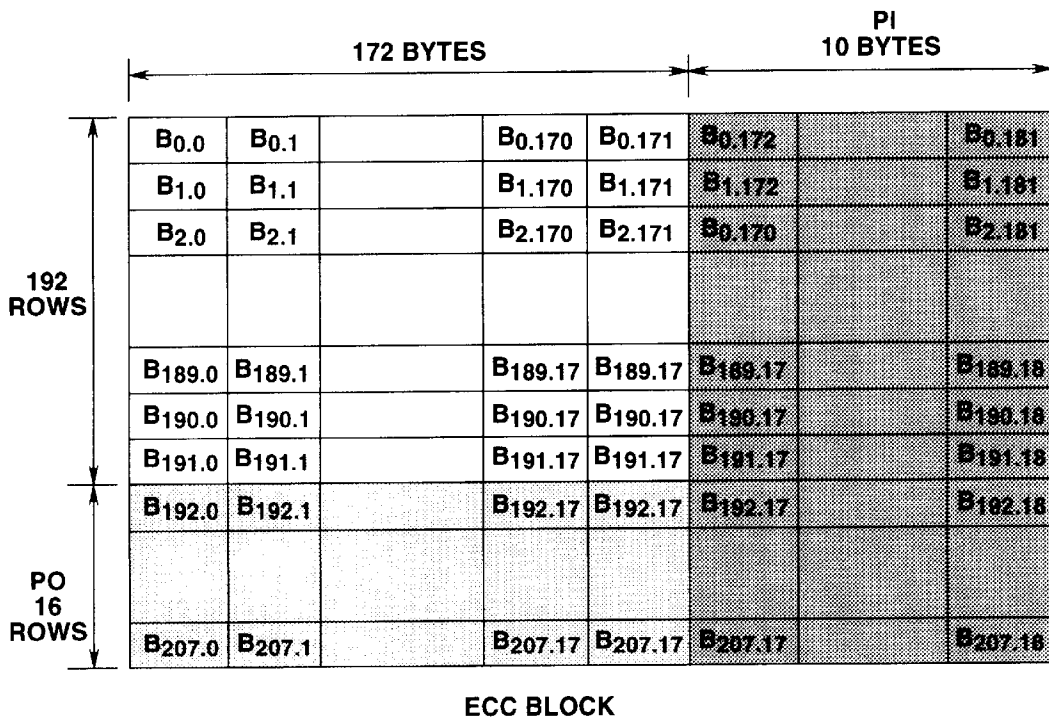 PI
172 BYTES 10 BYTES
B0.0 B0.1 B0.170 B0.171 B0.172 B0.181
B1.0 B1.1 B1.170 B1.171 B1.172 B1.181
B2.0 B2.1 B2.170 B2.171 B0.170 B2.181
192
ROWS
B189.0 B189.1 B189.17 B189.17 B189.17 B189.18
B190.0 B190.1 B190.17 B190.17 B190.17 B190.18
B191.0 B191.1 B191.17 B191.17 B191.17 B191.18
B192.0 B192.1 B192.17 B192.17 B192.17 B192.18
PO
16
ROWS
B207.0 B207.1 B207.17 B207.17 B207.17 B207.18
ECC BLOCK